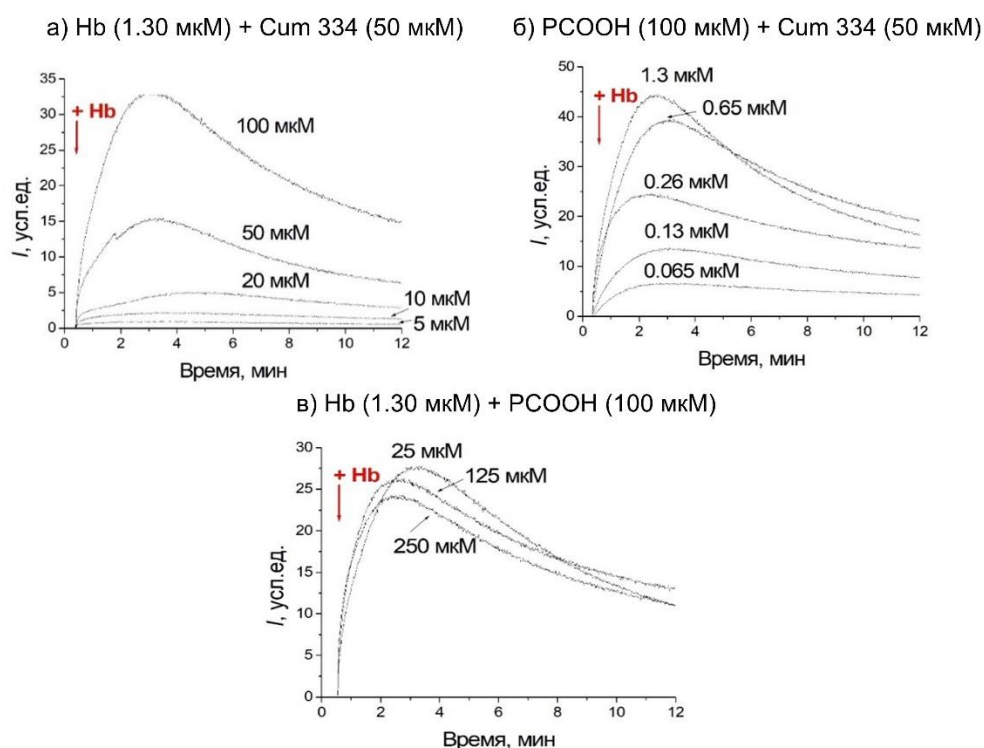 а) Hb (1.30 мкМ) + Cum 334 (50 мкМ)
35
30
25
20
15
10
5
0
I, усл.ед.
+ Hb
100 мкМ
50 мкМ
20 мкМ
10 мкМ
5 мкМ
0 2 4 6 8 10 12
Время, мин
б) PCOOH (100 мкМ) + Cum 334 (50 мкМ)
50
40
30
20
10
0
I, усл.ед.
+ Hb
1.3 мкМ
0.65 мкМ
0.26 мкМ
0.13 мкМ
0.065 мкМ
0 2 4 6 8 10 12
Время, мин
в) Hb (1.30 мкМ) + PCOOH (100 мкМ)
30
25
20
15
10
5
0
I, усл.ед.
+ Hb
25 мкМ
125 мкМ
250 мкМ
0 2 4 6 8 10 12
Время, мин